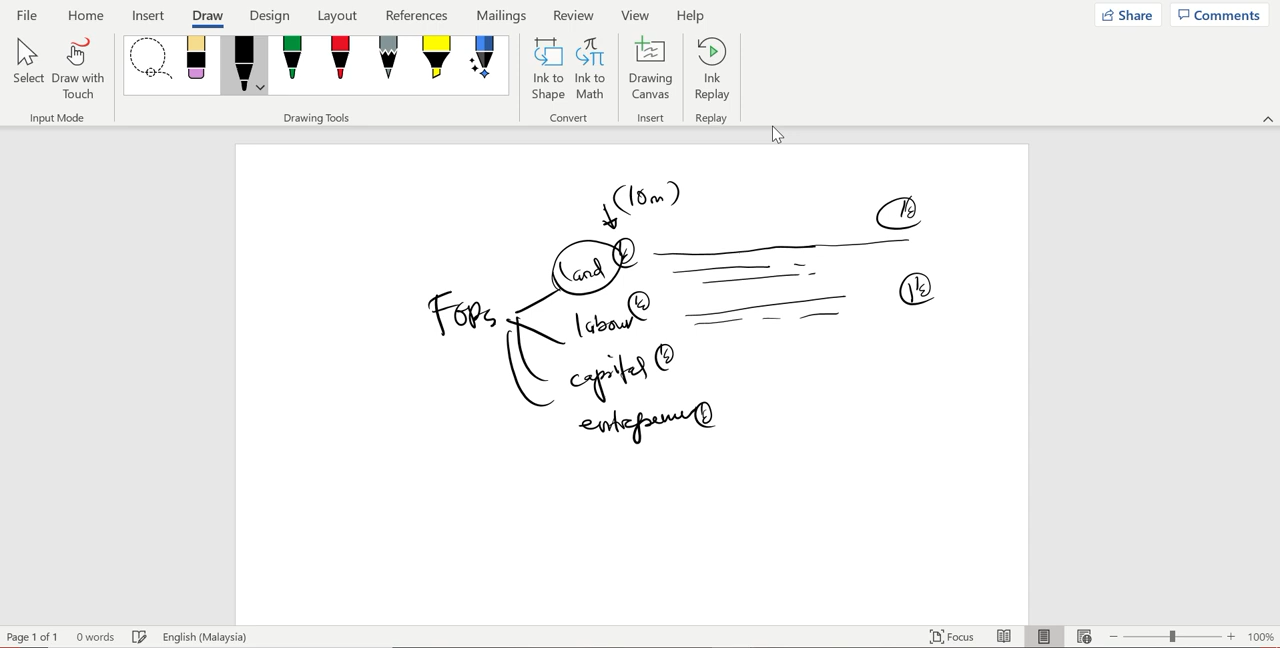 File Home Insert Draw Design Layout References Mailings Review View Help Share Comments
Select Draw with Touch Ink to Shape Ink to Math Drawing Canvas Ink Replay
Input Mode Drawing Tools Convert Insert Replay
(10m)
land
FOPs
labour
capital
Page 1 of 1 0 words English (Malaysia) Focus 100%